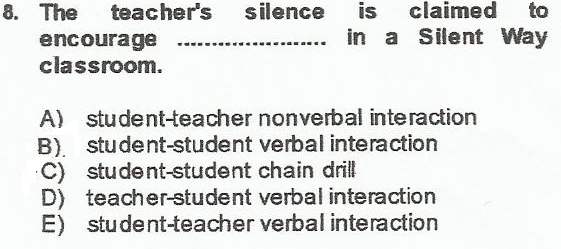 8. The teacher's silence is claimed to
encourage ....................... in a Silent Way
classroom.
A) student-teacher nonverbal interaction
B). student-student verbal interaction
C) student-student chain drill
D) teacher-student verbal interaction
E) student-teacher verbal interaction